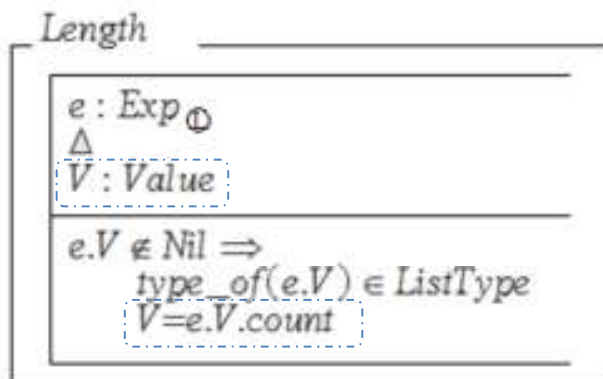 Length
e : Exp Ⓛ
Δ
V : Value
e.V ∉ Nil ⇒
type_of(e.V) ∈ ListType
V=e.V.count